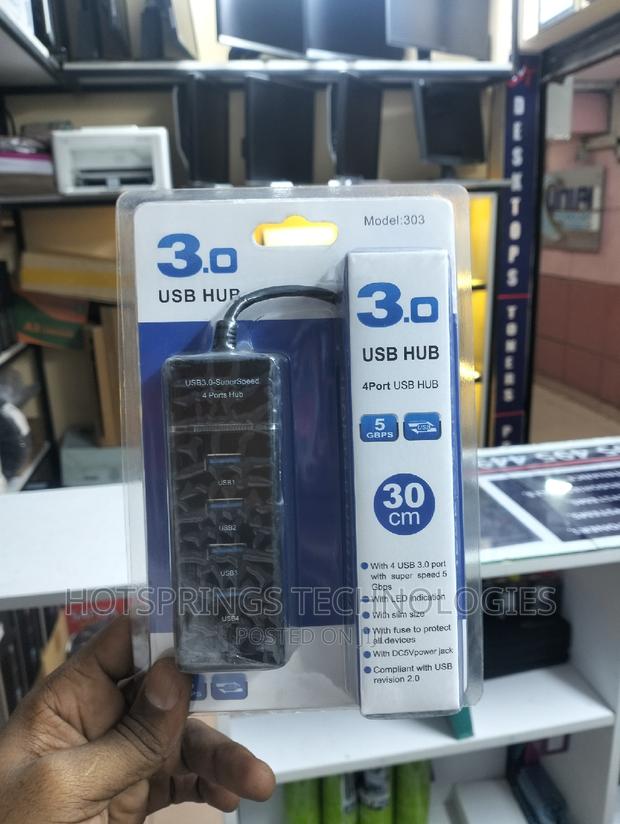 Model:303
3.0
USB HUB
3.0
USB HUB
4Port USB HUB
5
GBPS
USB
30
cm
With 4 USB 3.0 port
with super speed 5
Gbps
With LED indication
With slim size
With fuse to protect
all devices
With DC5Vpower jack
Compliant with USB
revision 2.0
USB3.0-SuperSpeed
4 Ports Hub
USB1
USB2
USB3
USB4
HOTSPRINGS TECHNOLOGIES
POSTED ON
DESKTOPS
TONERS